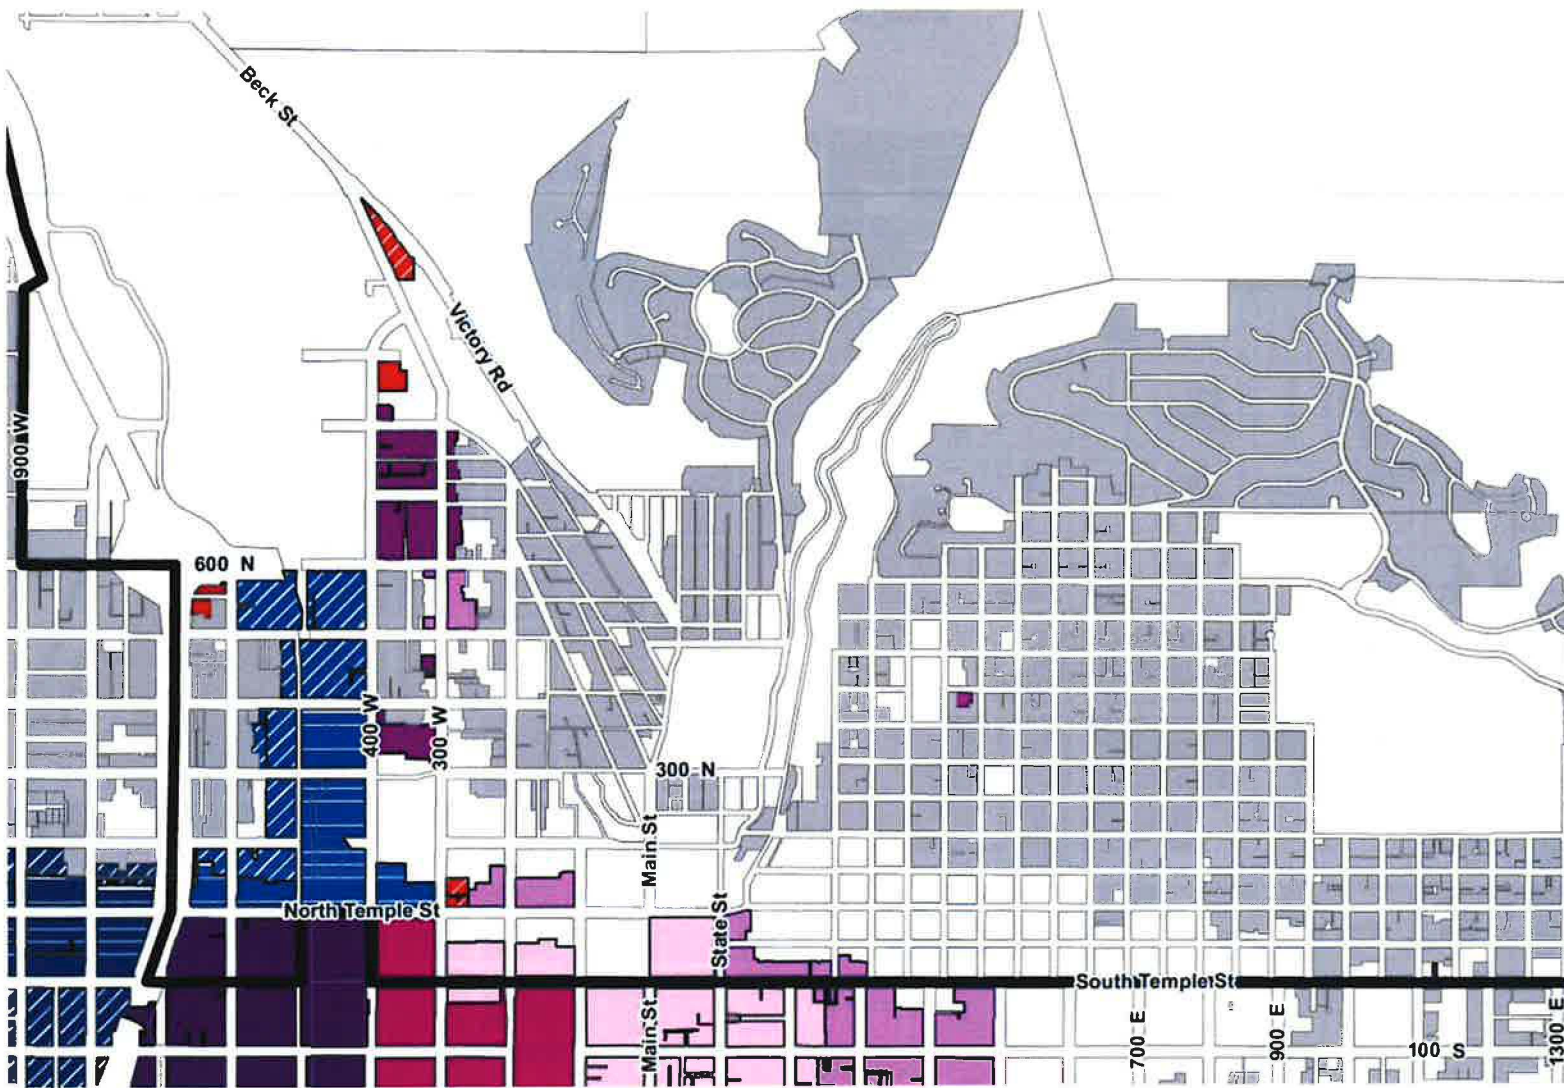 Beck St
Victory Rd
900 W
600 N
400 W
300 W
300 N
Main St
North Temple St
State St
South Temple St
Main St
700 E
900 E
100 S
1300 E